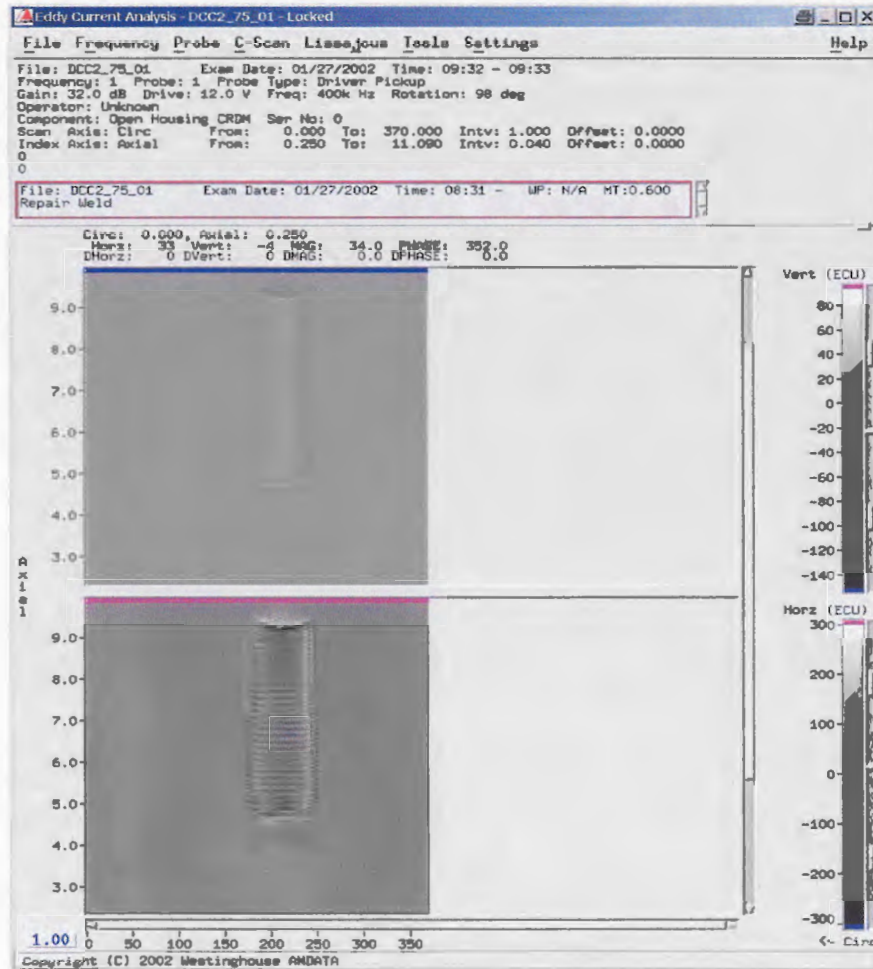 Eddy Current Analysis - DCC2_75_01 - Locked
File Frequency Probe C-Scan Lissajous Tools Settings Help
File: DCC2_75_01 Exam Date: 01/27/2002 Time: 09:32 - 09:33
Frequency: 1 Probe: 1 Probe Type: Driver Pickup
Gain: 32.0 dB Drive: 12.0 V Freq: 400k Hz Rotation: 98 deg
Operator: Unknown
Component: Open Housing CRDM Ser No: 0
Scan Axis: Circ From: 0.000 To: 370.000 Intv: 1.000 Offset: 0.0000
Index Axis: Axial From: 0.250 To: 11.090 Intv: 0.040 Offset: 0.0000
0
0
File: DCC2_75_01 Exam Date: 01/27/2002 Time: 08:31 - WP: N/A MT:0.600
Repair Weld
Circ: 0.000, Axial: 0.250
Horz: 33 Vert: -4 MAG: 34.0 PHASE: 352.0
DHorz: 0 DVert: 0 DMAG: 0.0 DPHASE: 0.0
9.0
8.0
7.0
6.0
5.0
4.0
3.0
Axial
9.0
8.0
7.0
6.0
5.0
4.0
3.0
Vert (ECU)
80
60
40
20
0
-20
-40
-60
-80
-100
-120
-140
Horz (ECU)
300
200
100
0
-100
-200
-300
<- Circ
1.00
0 50 100 150 200 250 300 350
Copyright (C) 2002 Westinghouse AMDATA